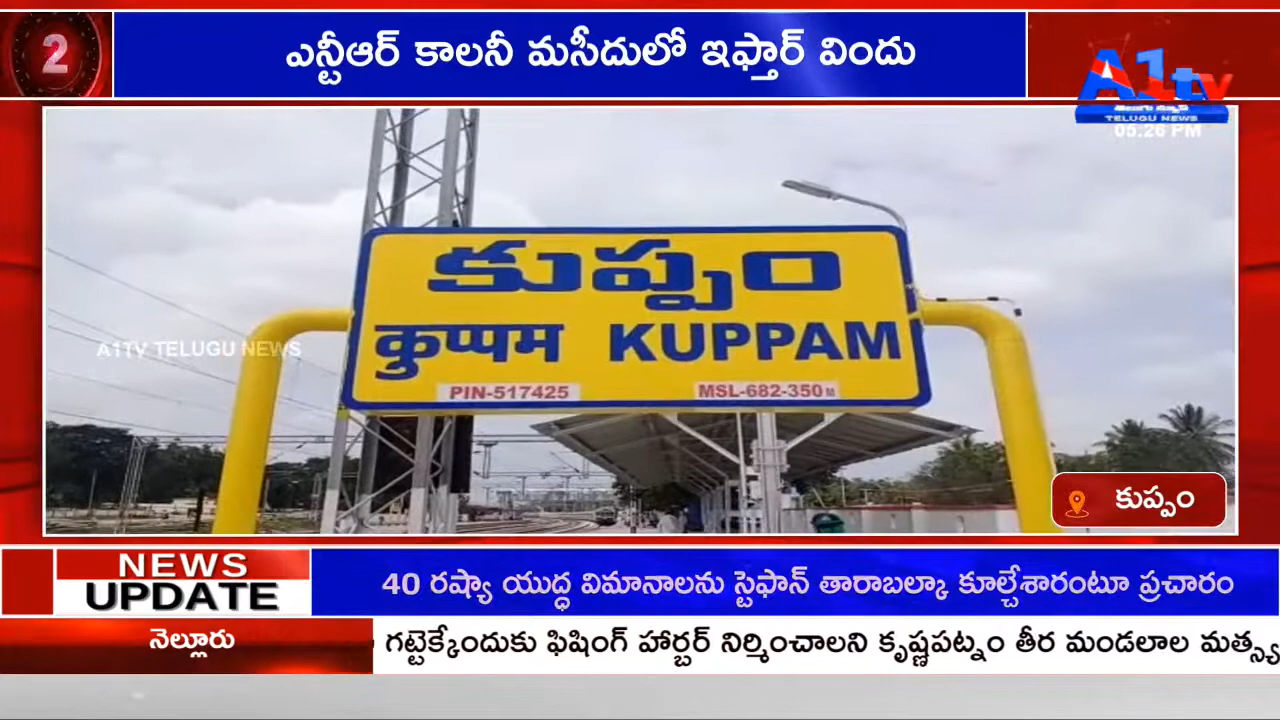 2
ఎన్టీఆర్ కాలనీ మసీదులో ఇఫ్తార్ విందు
A1tv
తెలుగు న్యూస్
TELUGU NEWS
05:26 PM
కుప్పం
कुप्पम KUPPAM
PIN-517425 MSL-682-350M
A1TV TELUGU NEWS
కుప్పం
NEWS
UPDATE
40 రష్యా యుద్ధ విమానాలను స్టెఫాన్ తారాబల్కా కూల్చేశారంటూ ప్రచారం
నెల్లూరు
గట్టెక్కేందుకు ఫిషింగ్ హార్బర్ నిర్మించాలని కృష్ణపట్నం తీర మండలాల మత్స్య